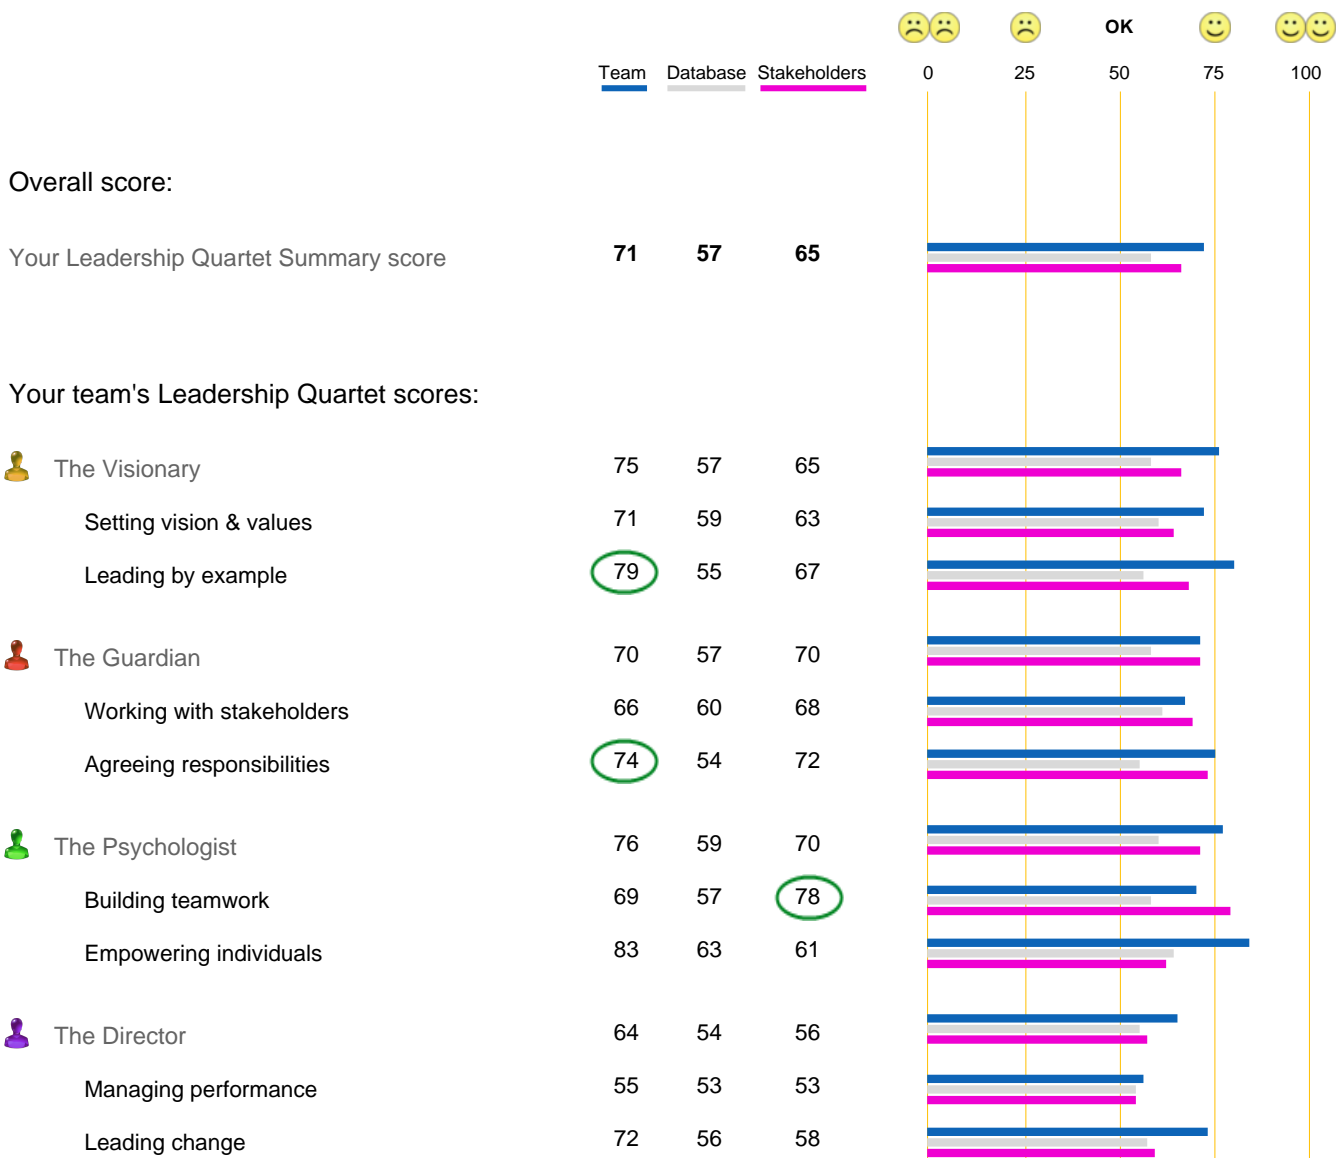 OK
Team Database Stakeholders 0 25 50 75 100
Overall score:
Your Leadership Quartet Summary score 71 57 65
Your team's Leadership Quartet scores:
The Visionary 75 57 65
Setting vision & values 71 59 63
Leading by example 79 55 67
The Guardian 70 57 70
Working with stakeholders 66 60 68
Agreeing responsibilities 74 54 72
The Psychologist 76 59 70
Building teamwork 69 57 78
Empowering individuals 83 63 61
The Director 64 54 56
Managing performance 55 53 53
Leading change 72 56 58